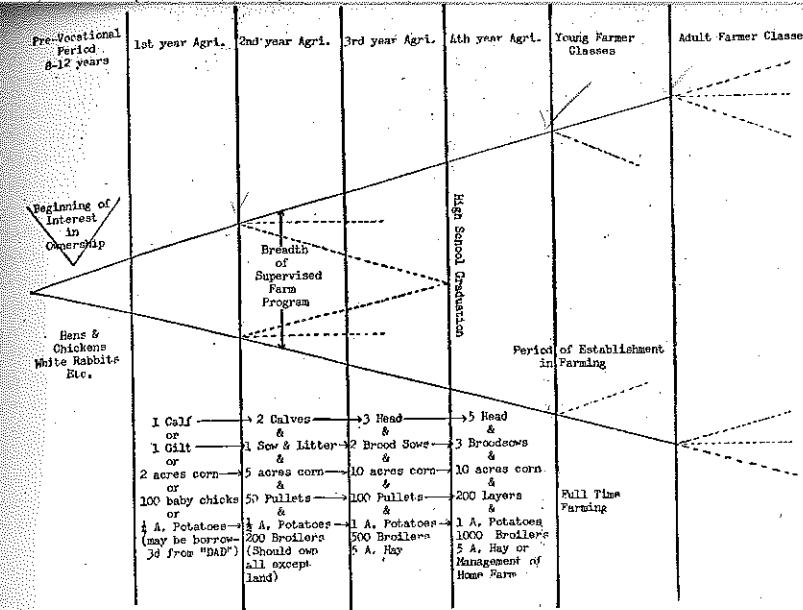 Pre-Vocational
Period
8-12 years
1st year Agri.
2nd year Agri.
3rd year Agri.
4th year Agri.
Young Farmer
Classes
Adult Farmer Classe
Beginning of
Interest
in
Ownership
Breadth
of
Supervised
Farm
Program
High School Graduation
Hens &
Chickens
White Rabbits
Etc.
Period of Establishment
in Farming
1 Calf
or
1 Gilt
or
2 acres corn
or
100 baby chicks
or
A. Potatoes
(may be borrow-
3d from "DAD")
2 Calves
&
1 Sow & Litter
&
5 acres corn
&
50 Pullets
&
½ A. Potatoes
200 Broilers
(Should own
all except
land)
3 Head
&
2 Brood Sows
&
10 acres corn
&
100 Pullets
&
1 A. Potatoes
500 Broilers
5 A. Hay
5 Head
&
3 Broodsows
&
10 acres corn
&
200 Layers
&
1 A. Potatoes
1000 Broilers
5 A. Hay or
Management of
Home Farm
Full Time
Farming